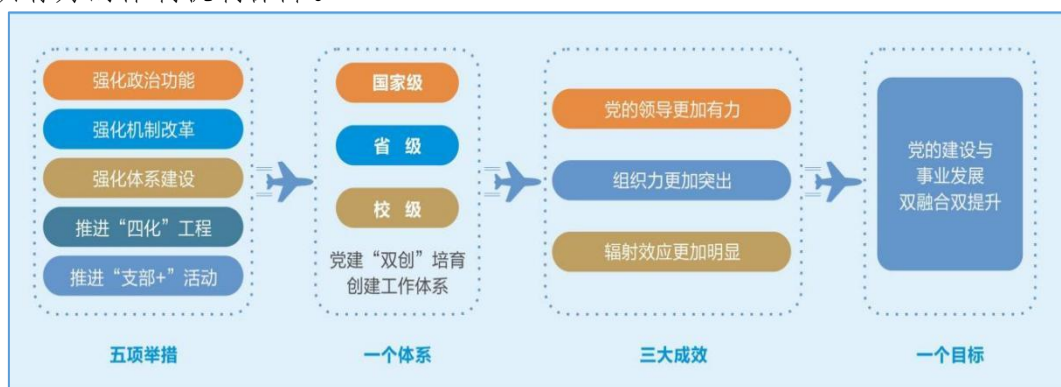 强化政治功能
强化机制改革
强化体系建设
推进“四化”工程
推进“支部+”活动
五项举措
国家级
省 级
校 级
党建“双创”培育
创建工作体系
一个体系
党的领导更加有力
组织力更加突出
辐射效应更加明显
三大成效
党的建设与
事业发展
双融合双提升
一个目标